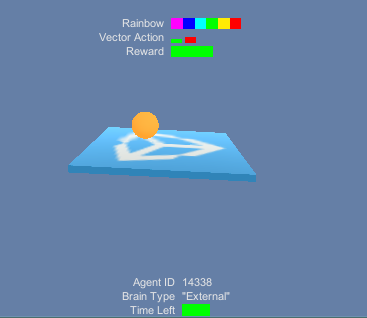 Rainbow
Vector Action
Reward
Agent ID 14338
Brain Type "External"
Time Left